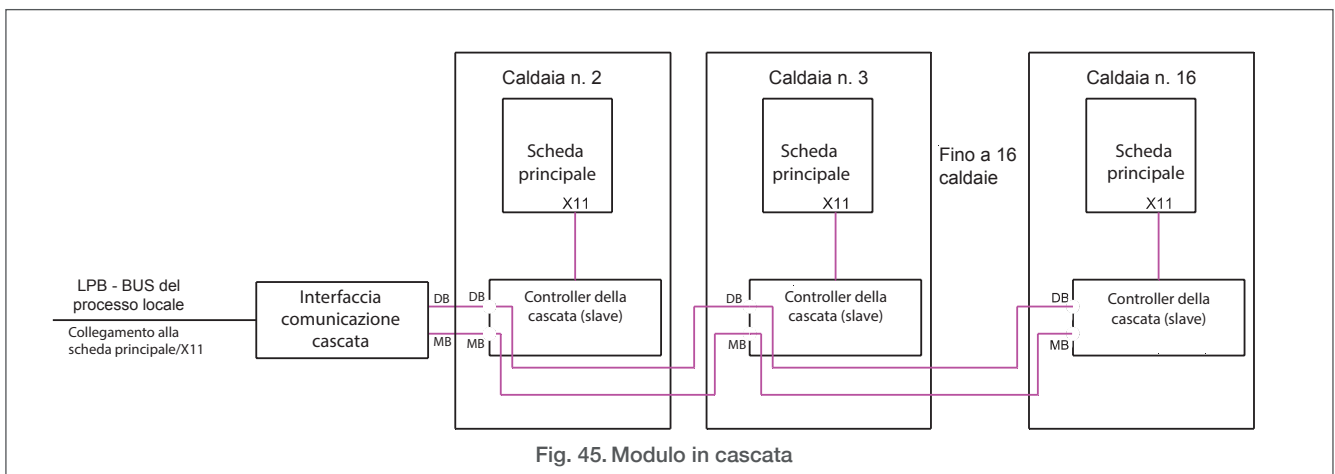 Caldaia n. 2
Scheda
principale
X11
Caldaia n. 3
Scheda
principale
X11
Fino a 16
caldaie
Caldaia n. 16
Scheda
principale
X11
LPB - BUS del
processo locale
Collegamento alla
scheda principale/X11
Interfaccia
comunicazione
cascata
DB
MB
DB
MB
Controller della
cascata (slave)
DB
MB
Controller della
cascata (slave)
DB
MB
Controller della
cascata (slave)
Fig. 45. Modulo in cascata